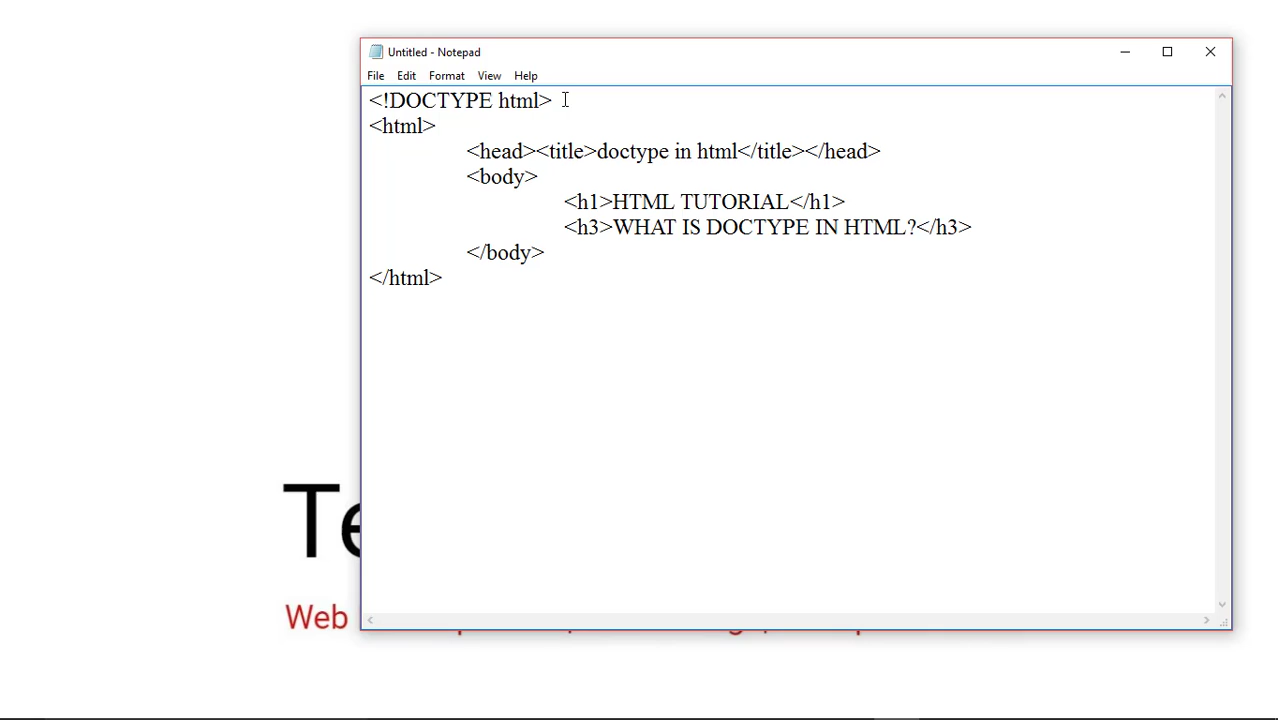 Untitled - Notepad
File Edit Format View Help
<!DOCTYPE html>
<html>
<head><title>doctype in html</title></head>
<body>
<h1>HTML TUTORIAL</h1>
<h3>WHAT IS DOCTYPE IN HTML?</h3>
</body>
</html>
Te
Web